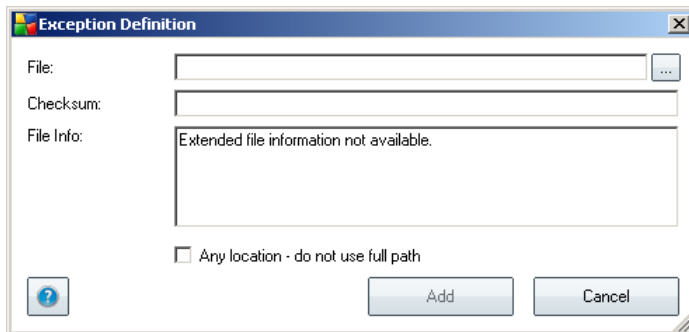 Exception Definition
File:
...
Checksum:
File Info:
Extended file information not available.
Any location - do not use full path
?
Add
Cancel